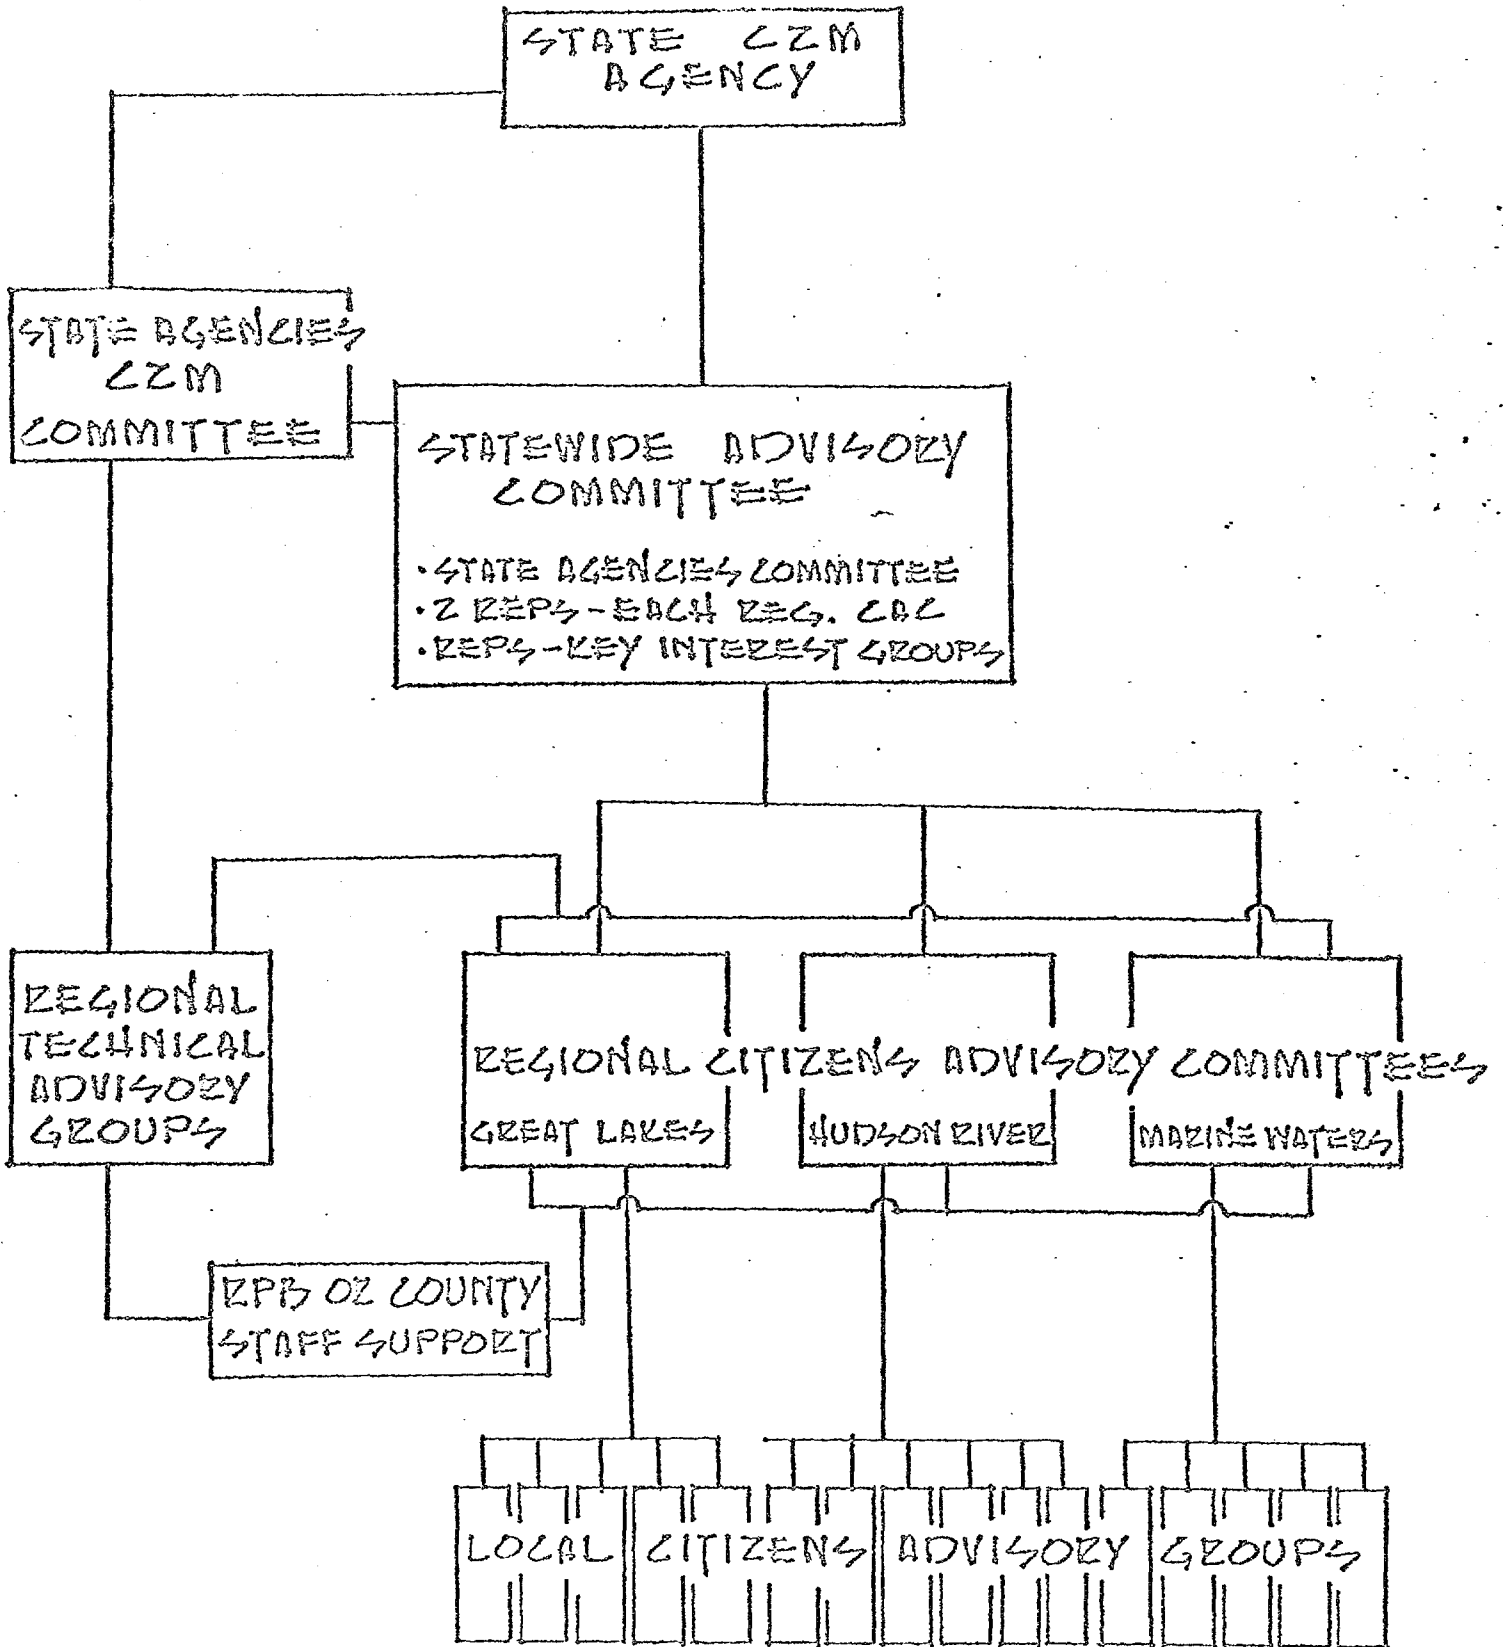 STATE CZM
AGENCY
STATE AGENCIES
CZM
COMMITTEE
STATEWIDE ADVISORY
COMMITTEE
• STATE AGENCIES COMMITTEE
• 2 REPS - EACH REG. CAC
• REPS - KEY INTEREST GROUPS
REGIONAL
TECHNICAL
ADVISORY
GROUPS
REGIONAL CITIZENS ADVISORY COMMITTEES
GREAT LAKES
HUDSON RIVER
MARINE WATERS
RPB OR COUNTY
STAFF SUPPORT
LOCAL CITIZENS ADVISORY GROUPS